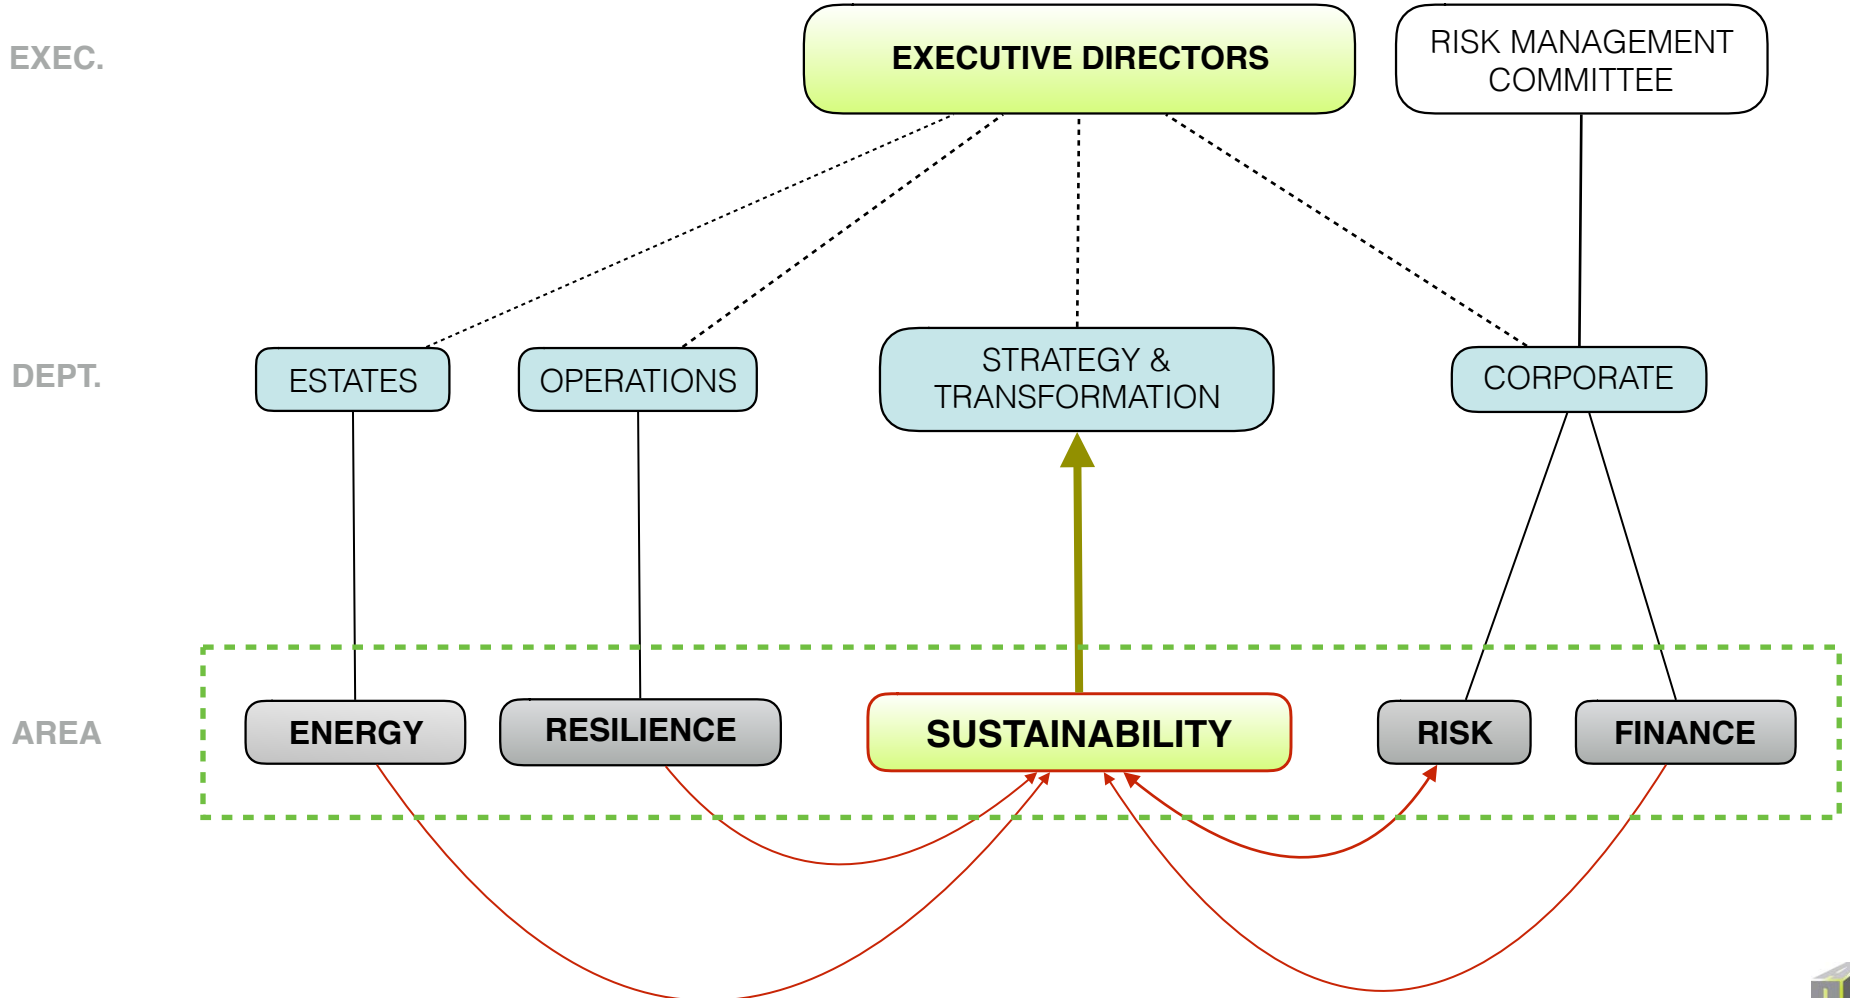 EXEC.
EXECUTIVE DIRECTORS
RISK MANAGEMENT
COMMITTEE
DEPT.
ESTATES
OPERATIONS
STRATEGY &
TRANSFORMATION
CORPORATE
AREA
ENERGY
RESILIENCE
SUSTAINABILITY
RISK
FINANCE